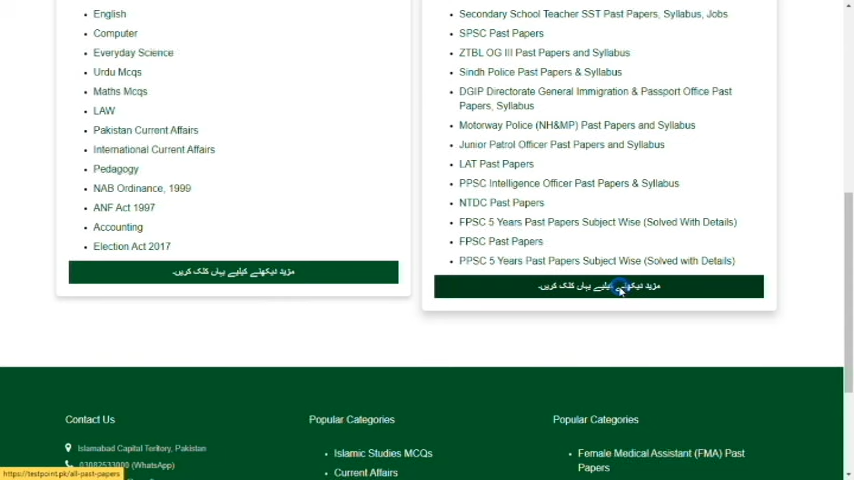 English
Computer
Everyday Science
Urdu Mcqs
Maths Mcqs
LAW
Pakistan Current Affairs
International Current Affairs
Pedagogy
NAB Ordinance, 1999
ANF Act 1997
Accounting
Election Act 2017
مزید دیکھنے کیلیے یہاں کلک کریں۔
Secondary School Teacher SST Past Papers, Syllabus, Jobs
SPSC Past Papers
ZTBL OG III Past Papers and Syllabus
Sindh Police Past Papers & Syllabus
DGIP Directorate General Immigration & Passport Office Past
Papers, Syllabus
Motorway Police (NH&MP) Past Papers and Syllabus
Junior Patrol Officer Past Papers and Syllabus
LAT Past Papers
PPSC Intelligence Officer Past Papers & Syllabus
NTDC Past Papers
FPSC 5 Years Past Papers Subject Wise (Solved With Details)
FPSC Past Papers
PPSC 5 Years Past Papers Subject Wise (Solved with Details)
مزید دیکھنے کیلیے یہاں کلک کریں۔
Contact Us
Islamabad Capital Teritory, Pakistan
03082533000 (WhatsApp)
Popular Categories
Islamic Studies MCQs
Current Affairs
Popular Categories
Female Medical Assistant (FMA) Past
Papers
https://testpoint.pk/all-past-papers